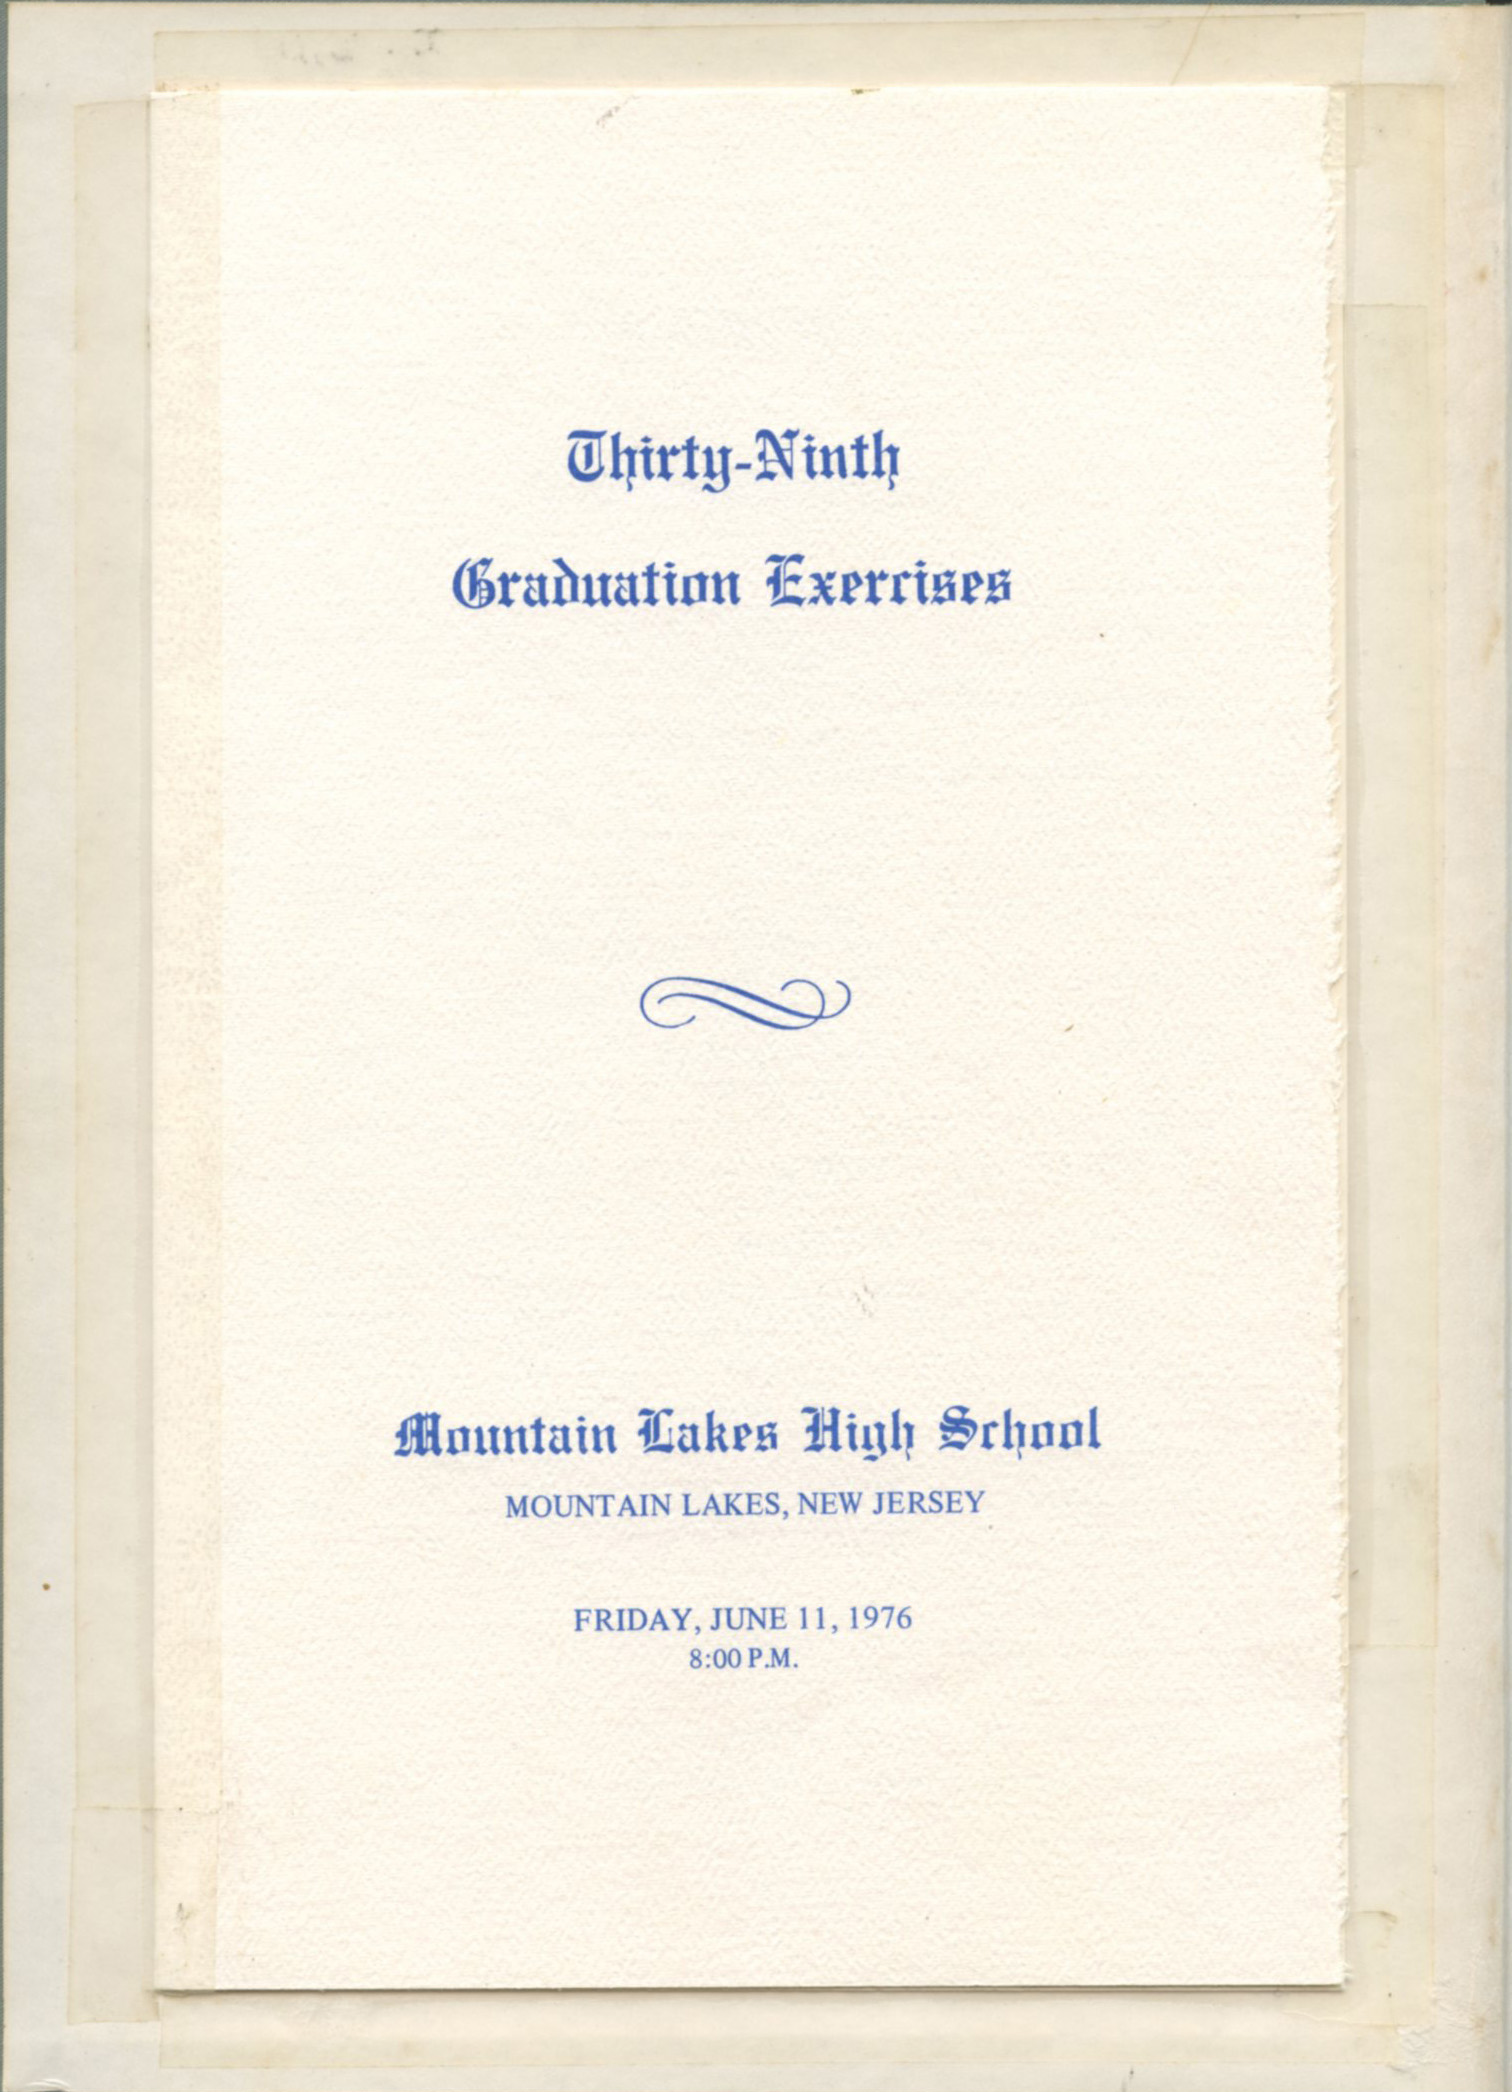 Thirty-Ninth
Graduation Exercises
Mountain Lakes High School
MOUNTAIN LAKES, NEW JERSEY
FRIDAY, JUNE 11, 1976
8:00 P.M.